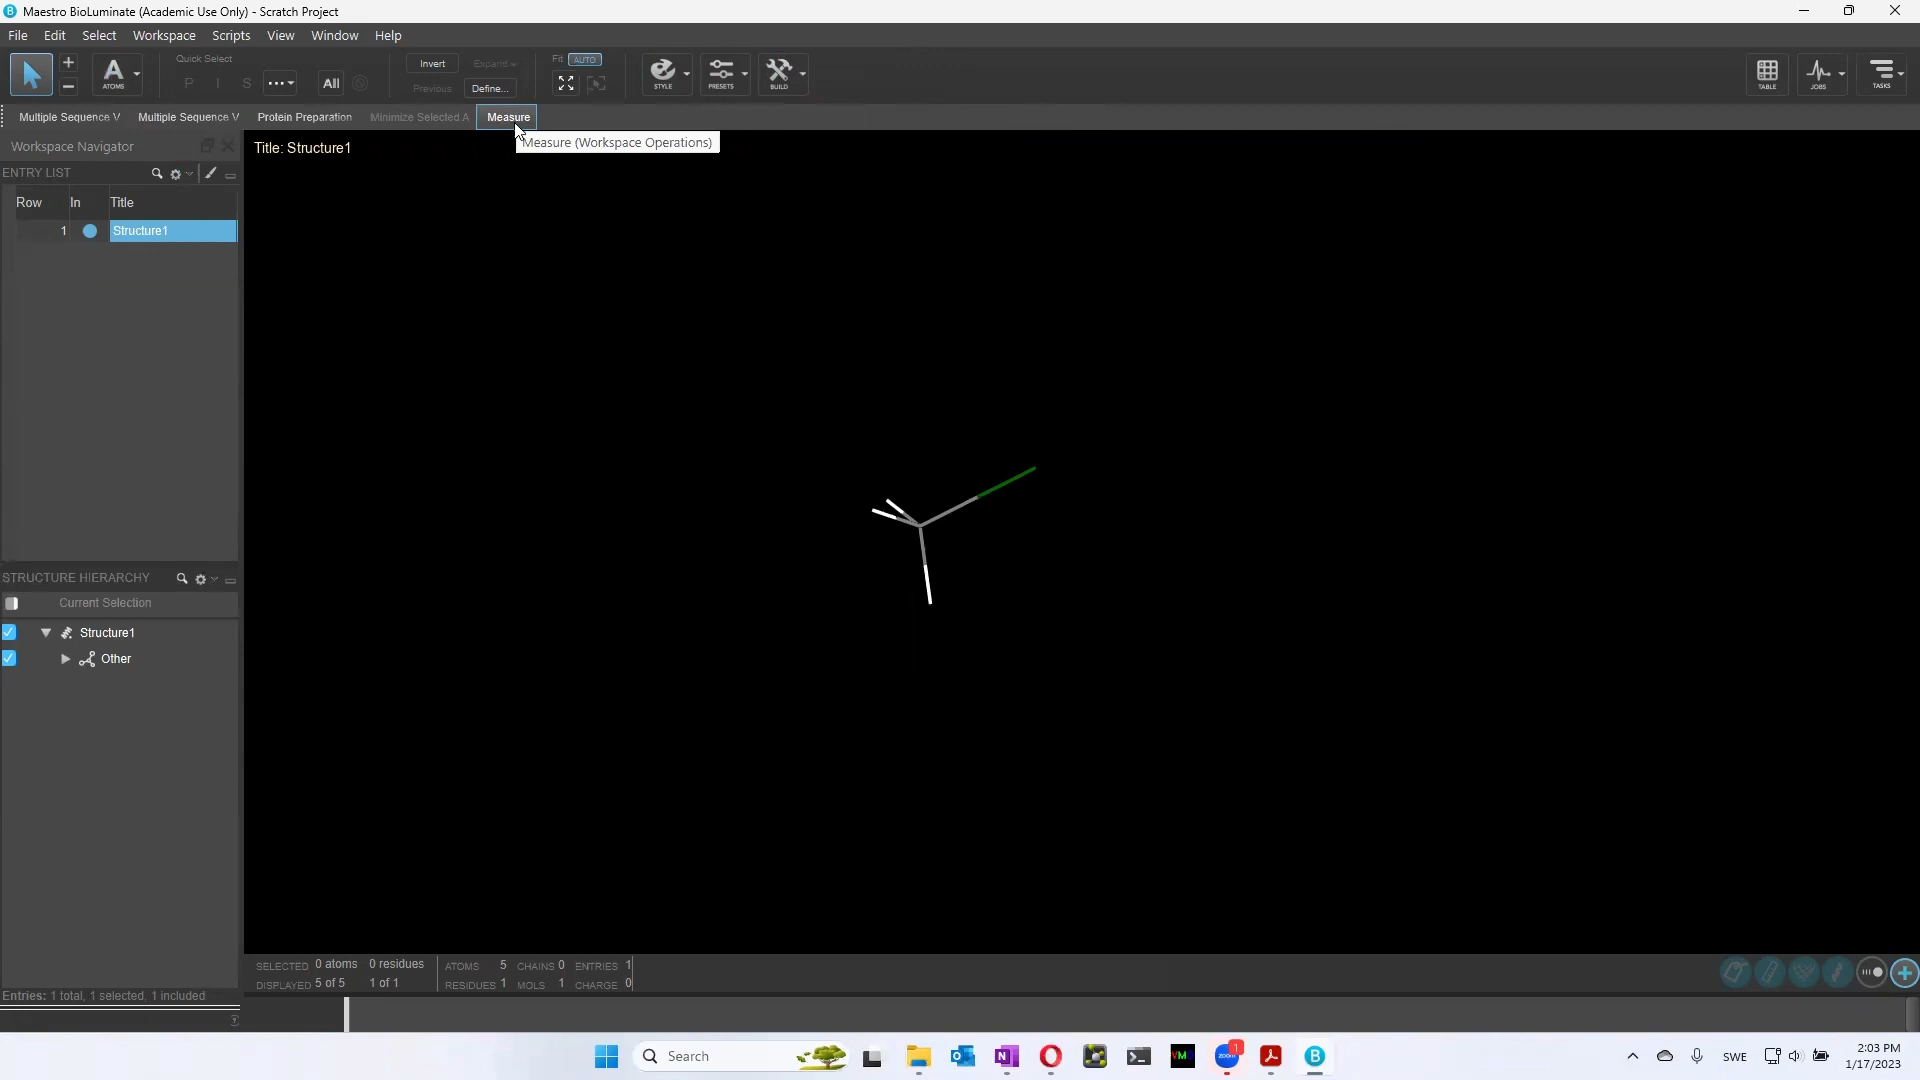 Maestro BioLuminate (Academic Use Only) - Scratch Project
File Edit Select Workspace Scripts View Window Help
Quick Select
Invert Expand
Fit: AUTO
ATOMS
P I S ... All
Previous Define...
STYLE PRESETS BUILD
TABLE JOBS TASKS
Multiple Sequence V Multiple Sequence V Protein Preparation Minimize Selected A Measure
Measure (Workspace Operations)
Workspace Navigator
Title: Structure1
ENTRY LIST
Row In Title
1 Structure1
STRUCTURE HIERARCHY
Current Selection
Structure1
Other
SELECTED 0 atoms 0 residues ATOMS 5 CHAINS 0 ENTRIES 1
DISPLAYED 5 of 5 1 of 1 RESIDUES 1 MOLS 1 CHARGE 0
Entries: 1 total, 1 selected, 1 included
Search
SWE
2:03 PM
1/17/2023